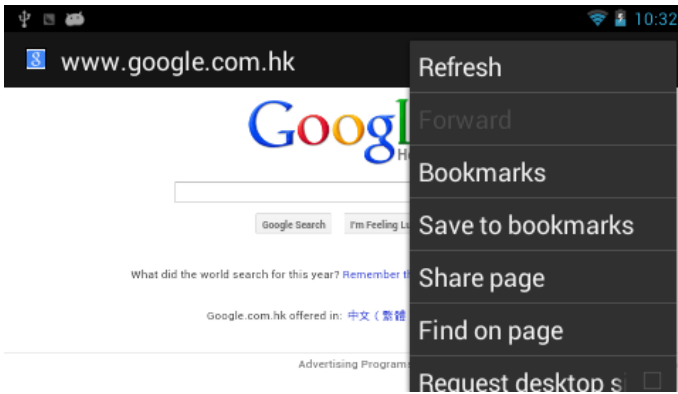 10:32
www.google.com.hk
Refresh
Googl
Forward
Bookmarks
Google Search
I'm Feeling Lu
Save to bookmarks
What did the world search for this year? Remember
Share page
Google.com.hk offered in: 中文 ( 繁體
Find on page
Advertising Program
Request desktop